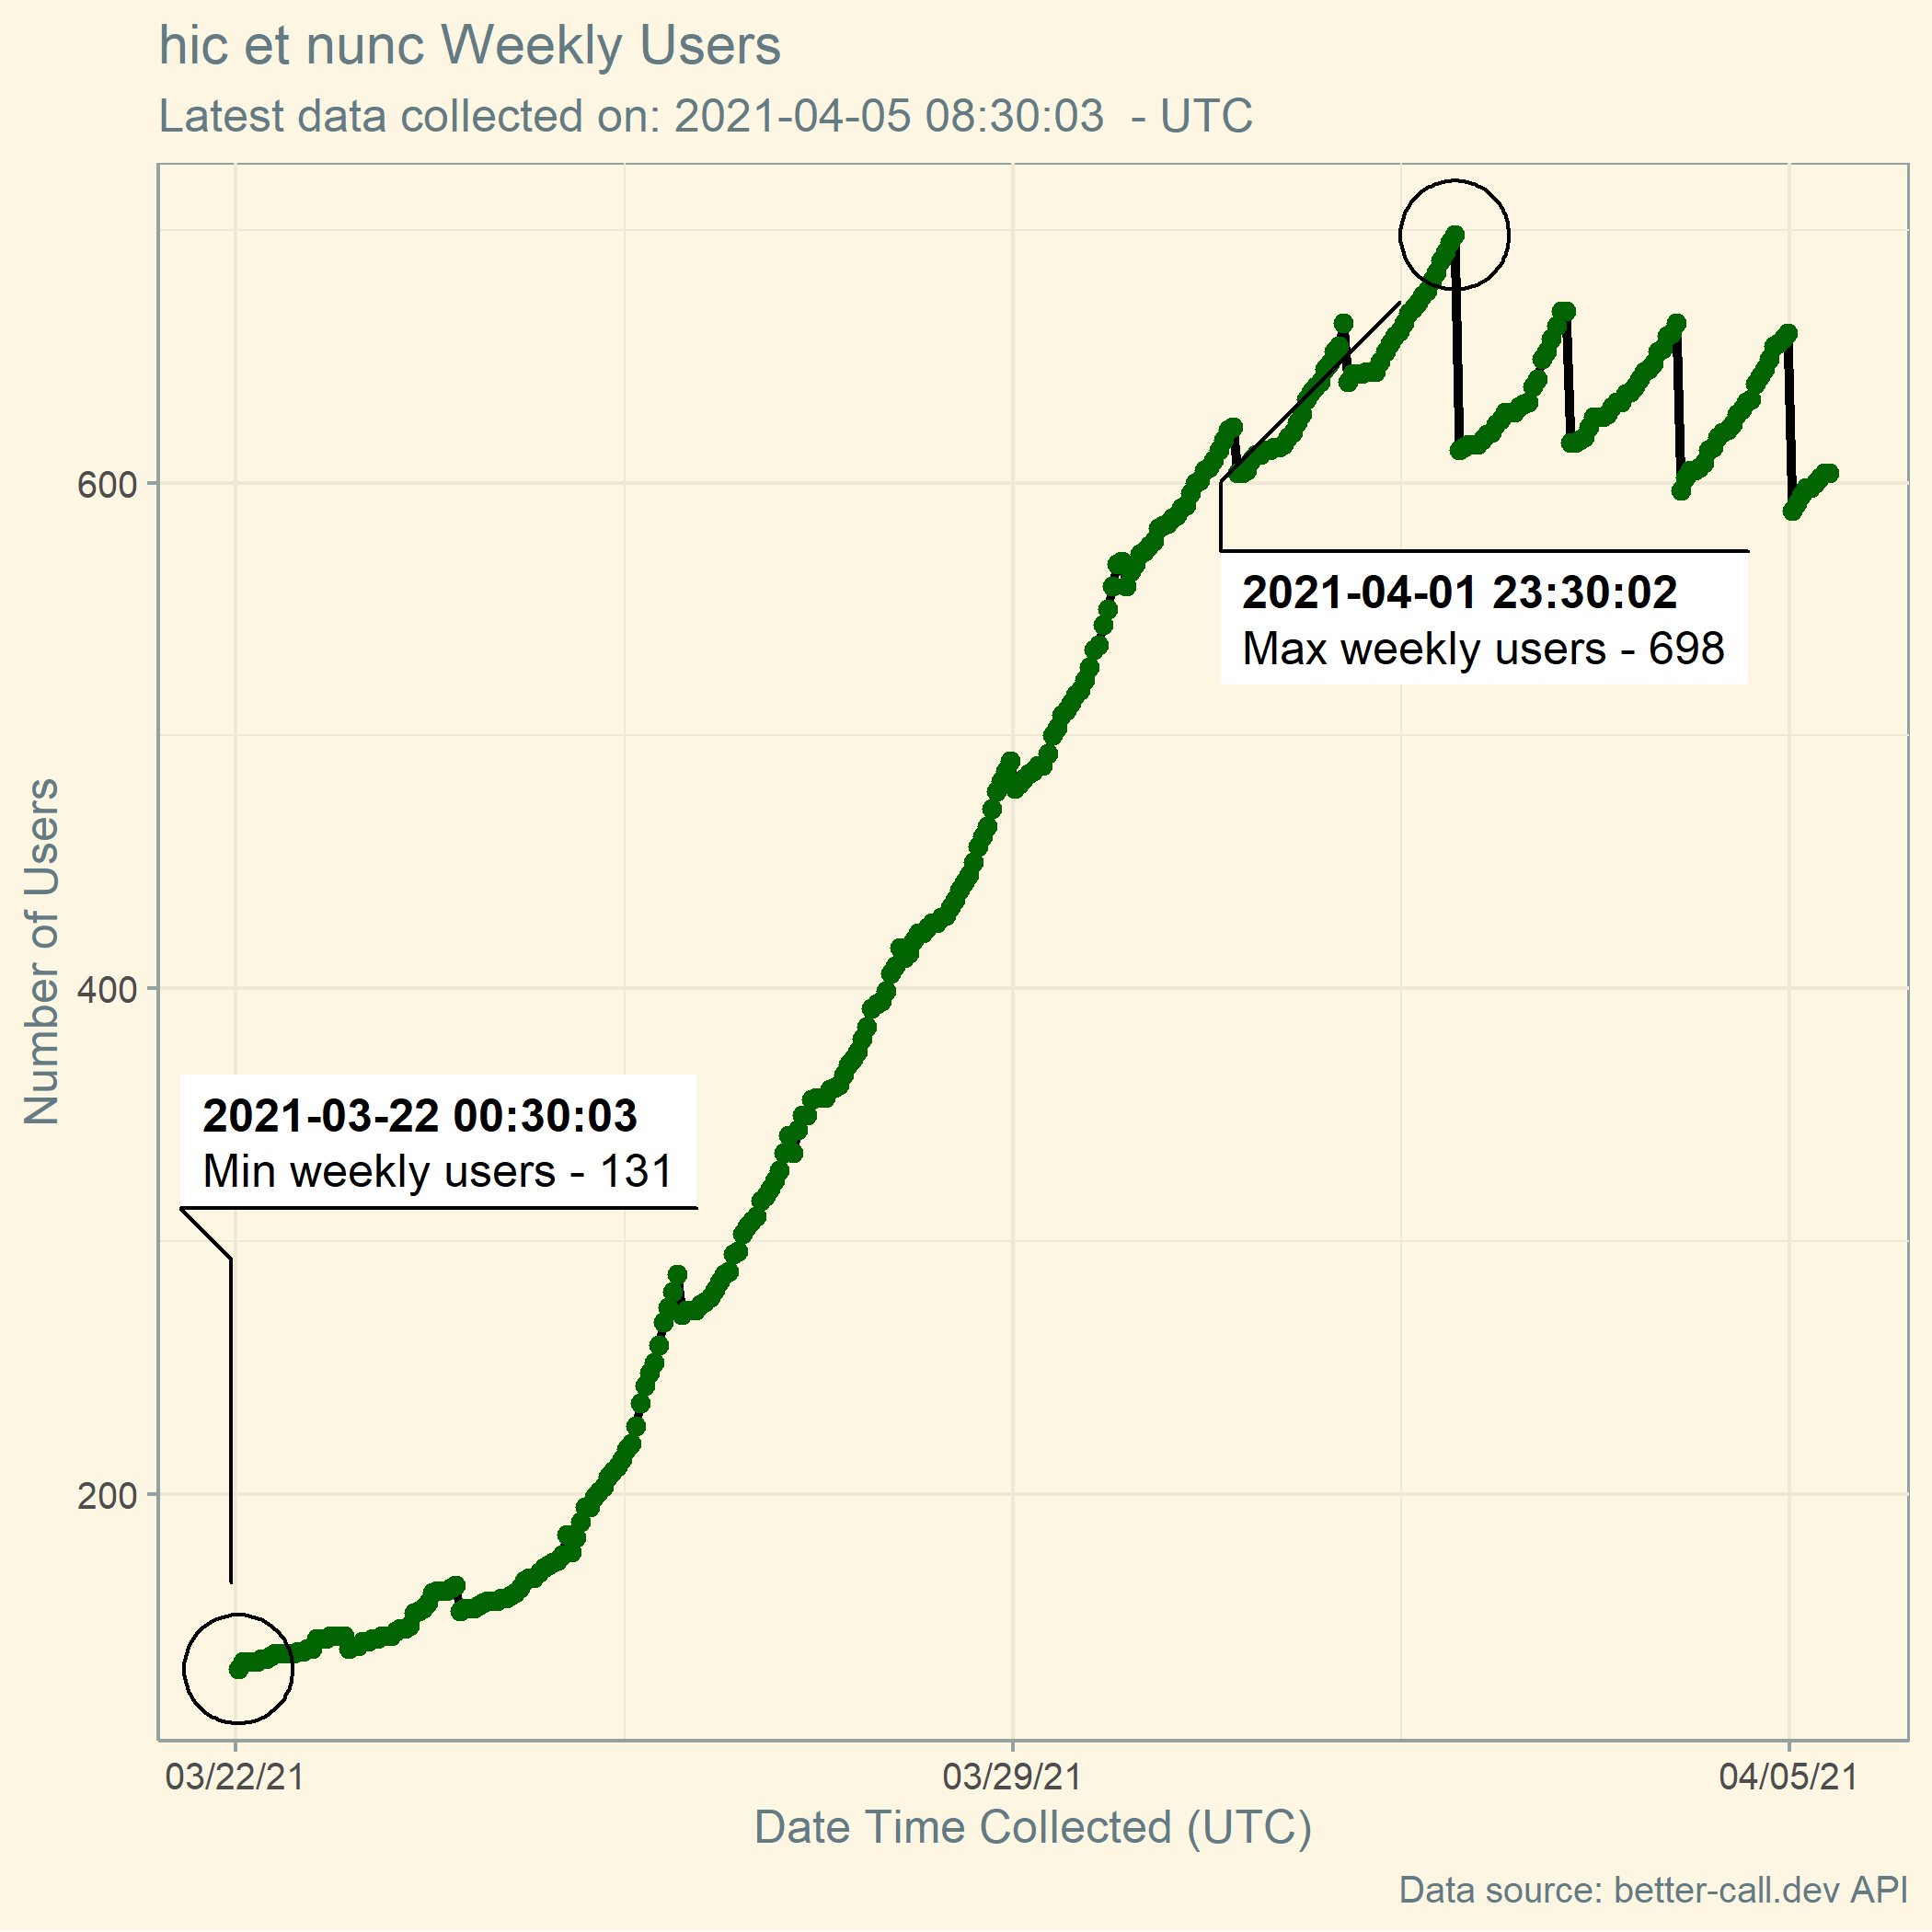 hic et nunc Weekly Users
Latest data collected on: 2021-04-05 08:30:03  - UTC
Number of Users
600
400
200
2021-04-01 23:30:02
Max weekly users - 698
2021-03-22 00:30:03
Min weekly users - 131
03/22/21
03/29/21
04/05/21
Date Time Collected (UTC)
Data source: better-call.dev API